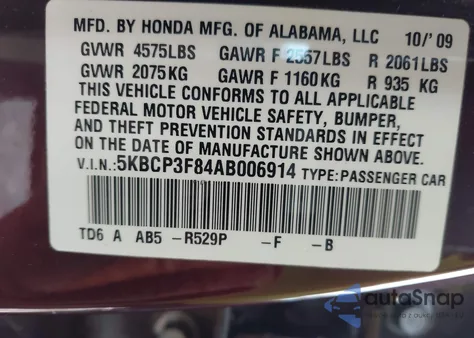 MFD. BY HONDA MFG. OF ALABAMA, LLC 10/'09
GVWR 4575LBS GAWR F 2557LBS R 2061LBS
GVWR 2075KG GAWR F 1160KG R 935 KG
THIS VEHICLE CONFORMS TO ALL APPLICABLE
FEDERAL MOTOR VEHICLE SAFETY, BUMPER,
AND THEFT PREVENTION STANDARDS IN EFFECT
ON THE DATE OF MANUFACTURE SHOWN ABOVE.
V.I.N.: 5KBCP3F84AB006914 TYPE: PASSENGER CAR
TD6 A AB5 -R529P -F -B
autoSnap